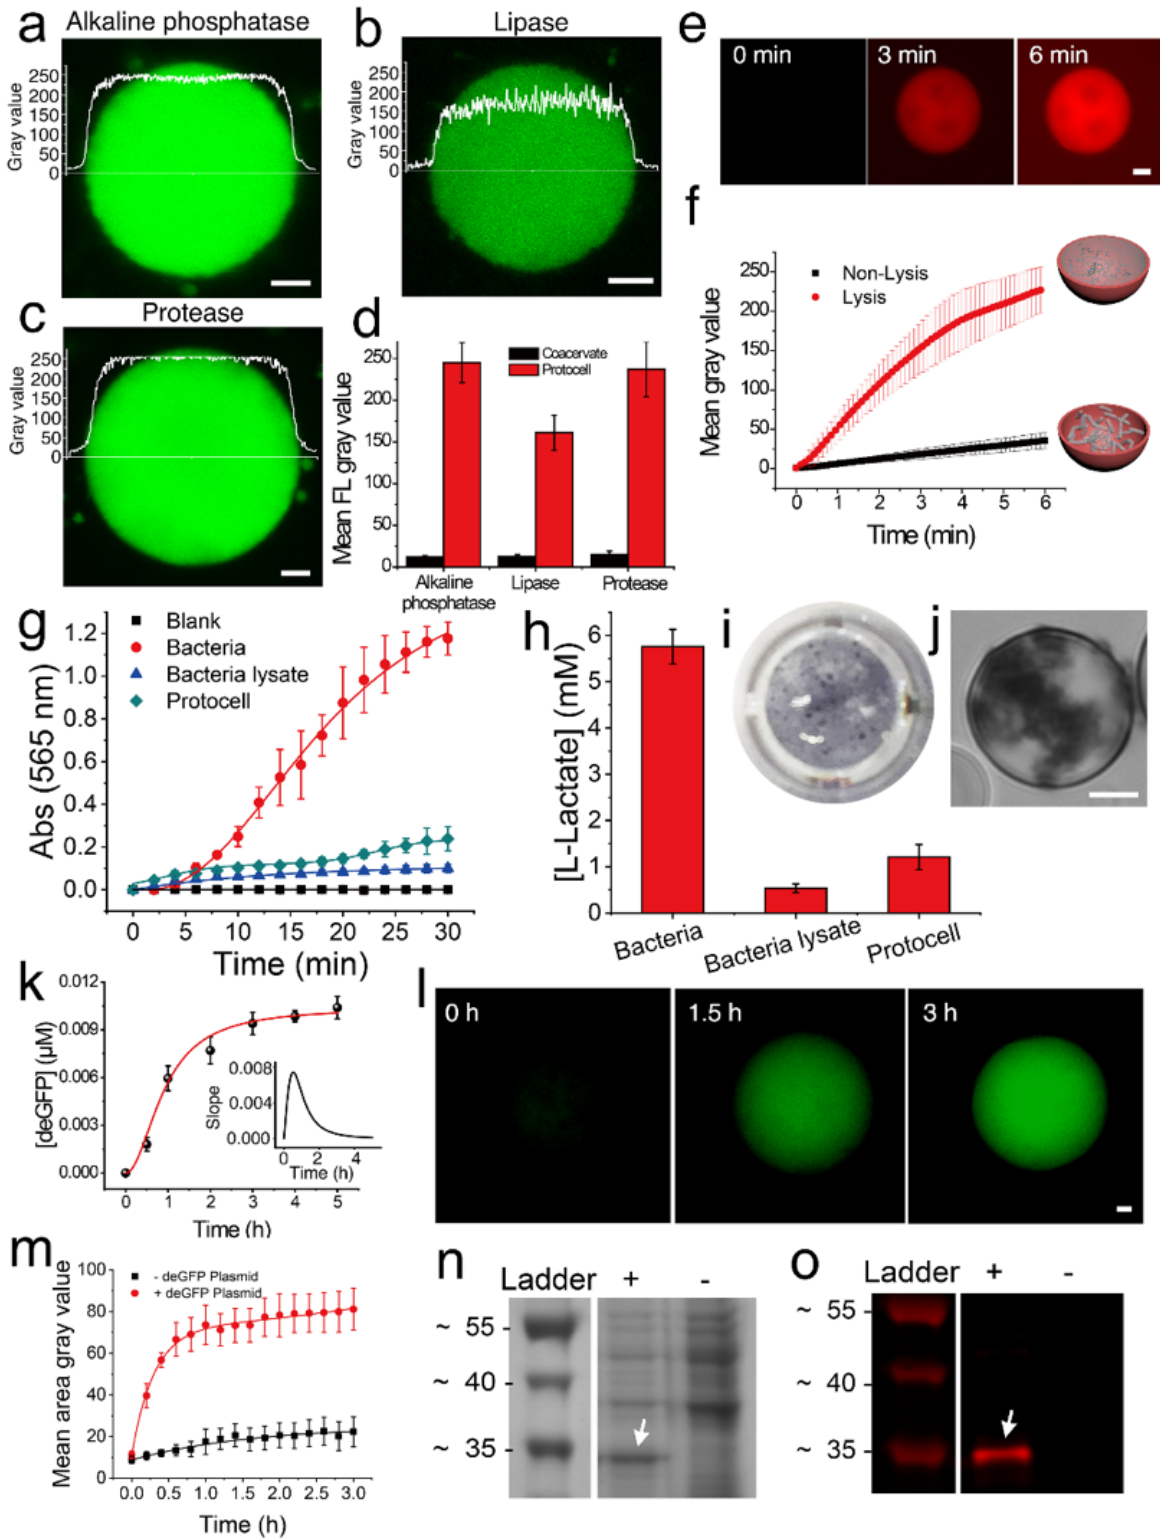 a Alkaline phosphatase
250
200
150
100
50
0
Gray value
b Lipase
250
200
150
100
50
0
Gray value
c Protease
250
200
150
100
50
0
Gray value
d
Coacervate
Protocell
250
200
150
100
50
0
Mean FL gray value
Alkaline
phosphatase
Lipase
Protease
e
0 min
3 min
6 min
f
Non-Lysis
Lysis
250
200
150
100
50
0
Mean gray value
0 1 2 3 4 5 6
Time (min)
g
Blank
Bacteria
Bacteria lysate
Protocell
1.2
1.0
0.8
0.6
0.4
0.2
0.0
Abs (565 nm)
0 5 10 15 20 25 30
Time (min)
h
6
5
4
3
2
1
0
[L-Lactate] (mM)
Bacteria
Bacteria lysate
Protocell
i
j
k
0.012
0.009
0.006
0.003
0.000
[deGFP] (µM)
0 1 2 3 4 5
Time (h)
0.008
0.004
0.000
Slope
0 2 4
Time (h)
l
0 h
1.5 h
3 h
m
- deGFP Plasmid
+ deGFP Plasmid
100
80
60
40
20
0
Mean area gray value
0.0 0.5 1.0 1.5 2.0 2.5 3.0
Time (h)
n
Ladder + -
~ 55 -
~ 40 -
~ 35 -
o
Ladder + -
~ 55 -
~ 40 -
~ 35 -